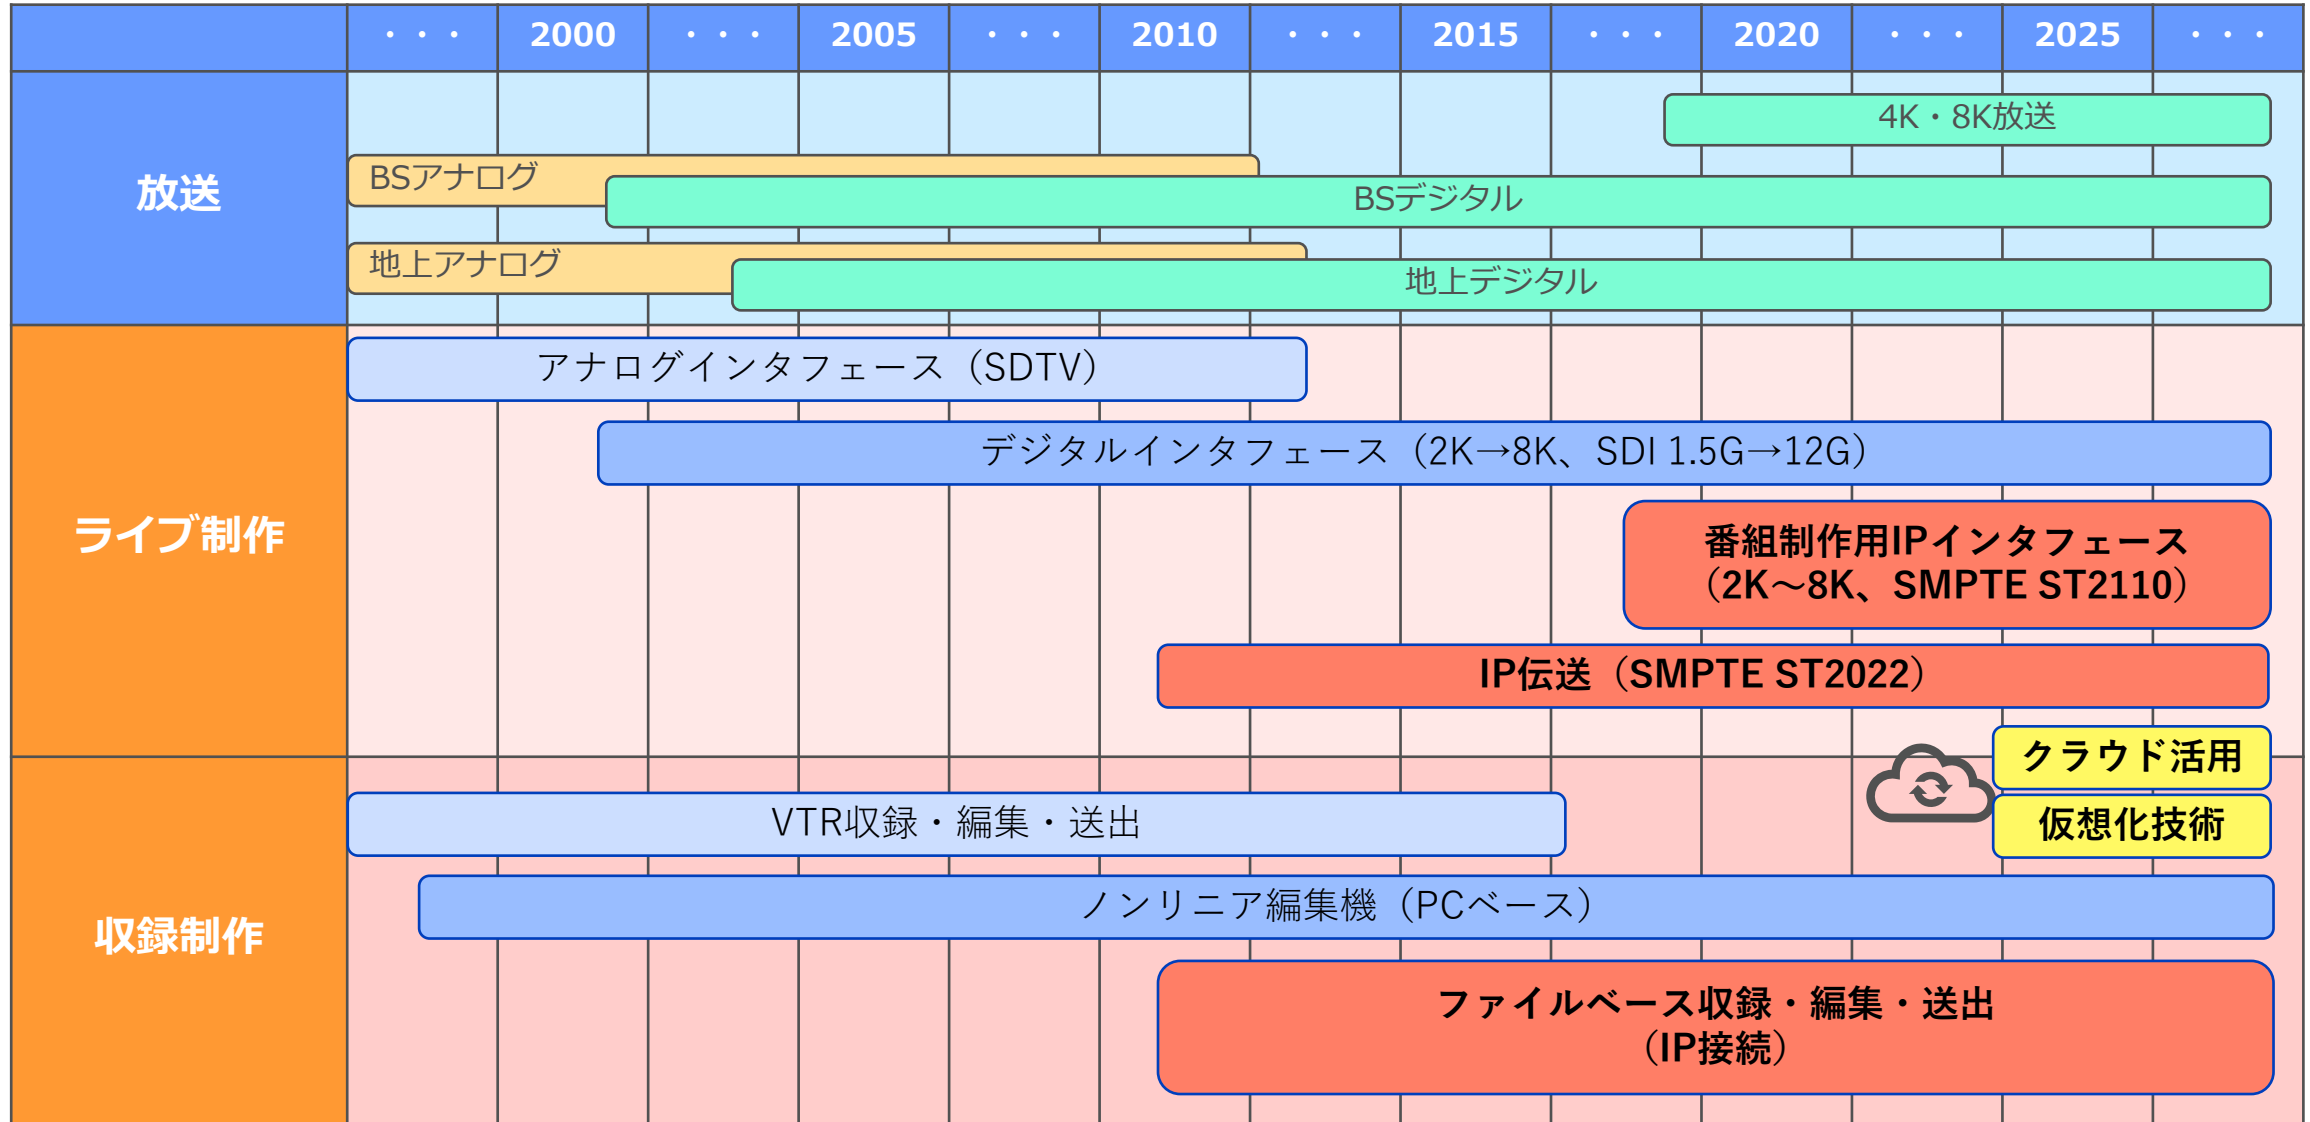 ・・・ 2000 ・・・ 2005 ・・・ 2010 ・・・ 2015 ・・・ 2020 ・・・ 2025 ・・・
放送
4K・8K放送
BSアナログ
BSデジタル
地上アナログ
地上デジタル
ライブ制作
アナログインタフェース（SDTV）
デジタルインタフェース（2K→8K、SDI 1.5G→12G）
番組制作用IPインタフェース
（2K～8K、SMPTE ST2110）
IP伝送（SMPTE ST2022）
クラウド活用
仮想化技術
収録制作
VTR収録・編集・送出
ノンリニア編集機（PCベース）
ファイルベース収録・編集・送出
（IP接続）